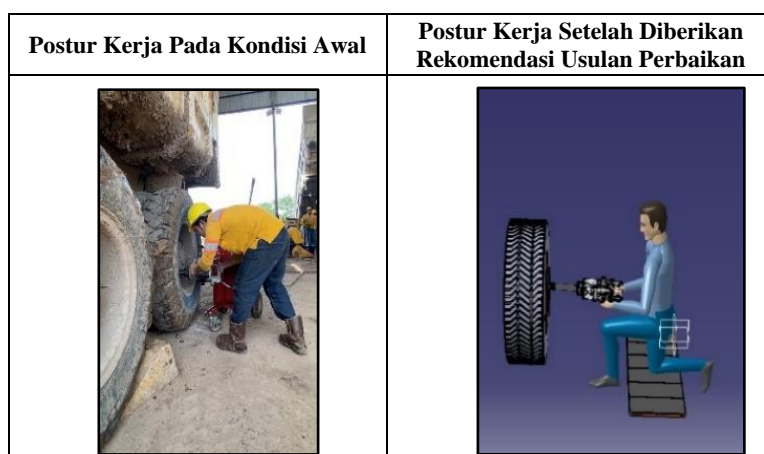 Postur Kerja Pada Kondisi Awal
Postur Kerja Setelah Diberikan
Rekomendasi Usulan Perbaikan